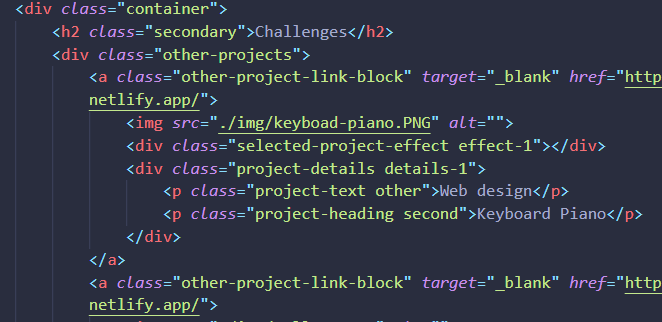 <div class="container">
<h2 class="secondary">Challenges</h2>
<div class="other-projects">
<a class="other-project-link-block" target="_blank" href="http
netlify.app/">
<img src="./img/keyboad-piano.PNG" alt="">
<div class="selected-project-effect effect-1"></div>
<div class="project-details details-1">
<p class="project-text other">Web design</p>
<p class="project-heading second">Keyboard Piano</p>
</div>
</a>
<a class="other-project-link-block" target="_blank" href="http
netlify.app/">